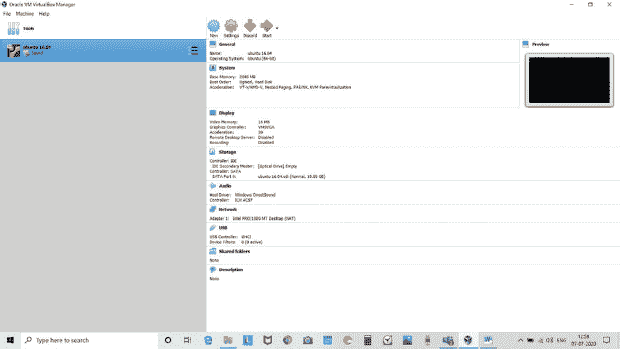 Oracle VM VirtualBox Manager
File Machine Help
Tools
New Settings Discard Start
ubuntu 16.04
Saved
General
Preview
Name: ubuntu 16.04
Operating System: Ubuntu (64-bit)
System
Base Memory: 2048 MB
Boot Order: Optical, Hard Disk
Acceleration: VT-x/AMD-V, Nested Paging, PAE/NX, KVM Paravirtualization
Display
Video Memory: 16 MB
Graphics Controller: VMSVGA
Acceleration: 3D
Remote Desktop Server: Disabled
Recording: Disabled
Storage
Controller: IDE
IDE Secondary Master: [Optical Drive] Empty
Controller: SATA
SATA Port 0: ubuntu 16.04.vdi (Normal,
Audio
Host Driver: Windows DirectSound
Controller: ICH AC97
Network
Adapter 1: Intel PRO/1000 MT Desktop (NAT)
USB
USB Controller: OHCI
Device Filters: 0 (0 active)
Shared folders
None
Description
None
Type here to search
ENG
07-07-2020